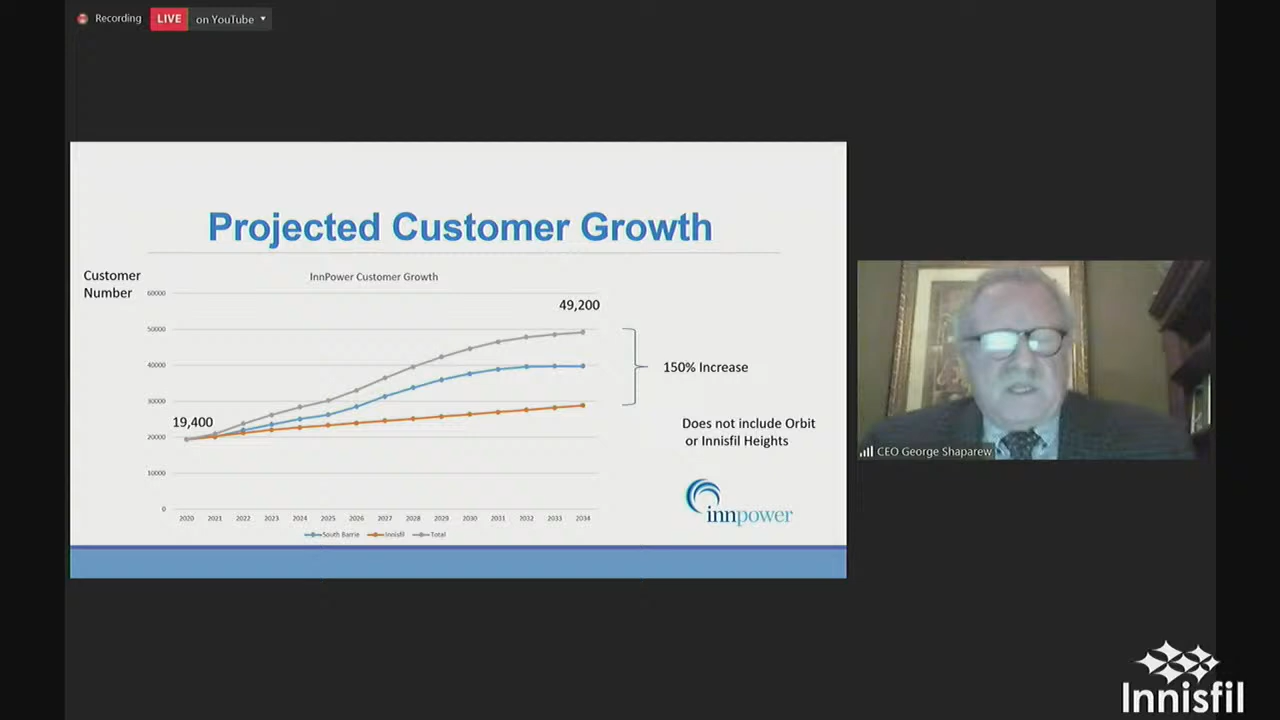 Recording
LIVE
on YouTube
Projected Customer Growth
Customer
Number
InnPower Customer Growth
60000
50000
40000
30000
20000
10000
0
19,400
49,200
150% Increase
Does not include Orbit
or Innisfil Heights
2020 2021 2022 2023 2024 2025 2026 2027 2028 2029 2030 2031 2032 2033 2034
South Barrie Innisfil Total
innpower
CEO George Shaparew
Innisfil